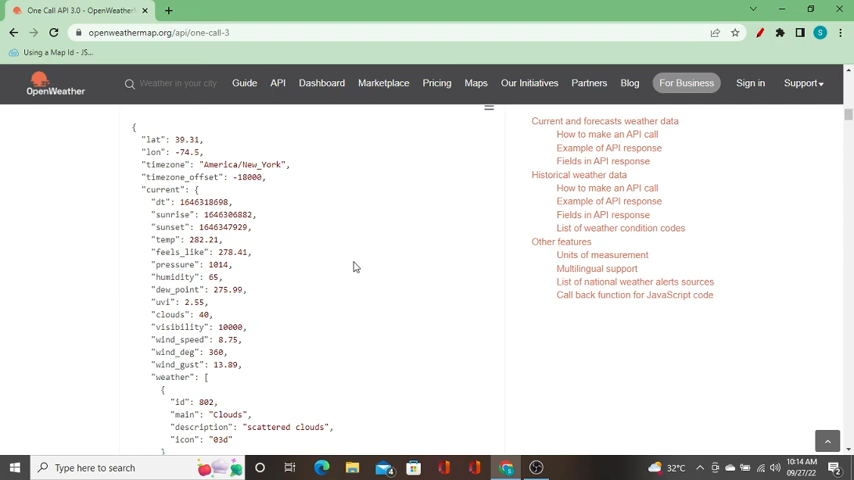 One Call API 3.0 - OpenWeather
openweathermap.org/api/one-call-3
Using a Map Id - JS...
OpenWeather
Weather in your city
Guide
API
Dashboard
Marketplace
Pricing
Maps
Our Initiatives
Partners
Blog
For Business
Sign in
Support
{
"lat": 39.31,
"lon": -74.5,
"timezone": "America/New_York",
"timezone_offset": -18000,
"current": {
"dt": 1646318698,
"sunrise": 1646306882,
"sunset": 1646347929,
"temp": 282.21,
"feels_like": 278.41,
"pressure": 1014,
"humidity": 65,
"dew_point": 275.99,
"uvi": 2.55,
"clouds": 40,
"visibility": 10000,
"wind_speed": 8.75,
"wind_deg": 360,
"wind_gust": 13.89,
"weather": [
{
"id": 802,
"main": "Clouds",
"description": "scattered clouds",
"icon": "03d"
}
Current and forecasts weather data
How to make an API call
Example of API response
Fields in API response
Historical weather data
How to make an API call
Example of API response
Fields in API response
List of weather condition codes
Other features
Units of measurement
Multilingual support
List of national weather alerts sources
Call back function for JavaScript code
Type here to search
4
32°C
10:14 AM
09/27/22
2
S